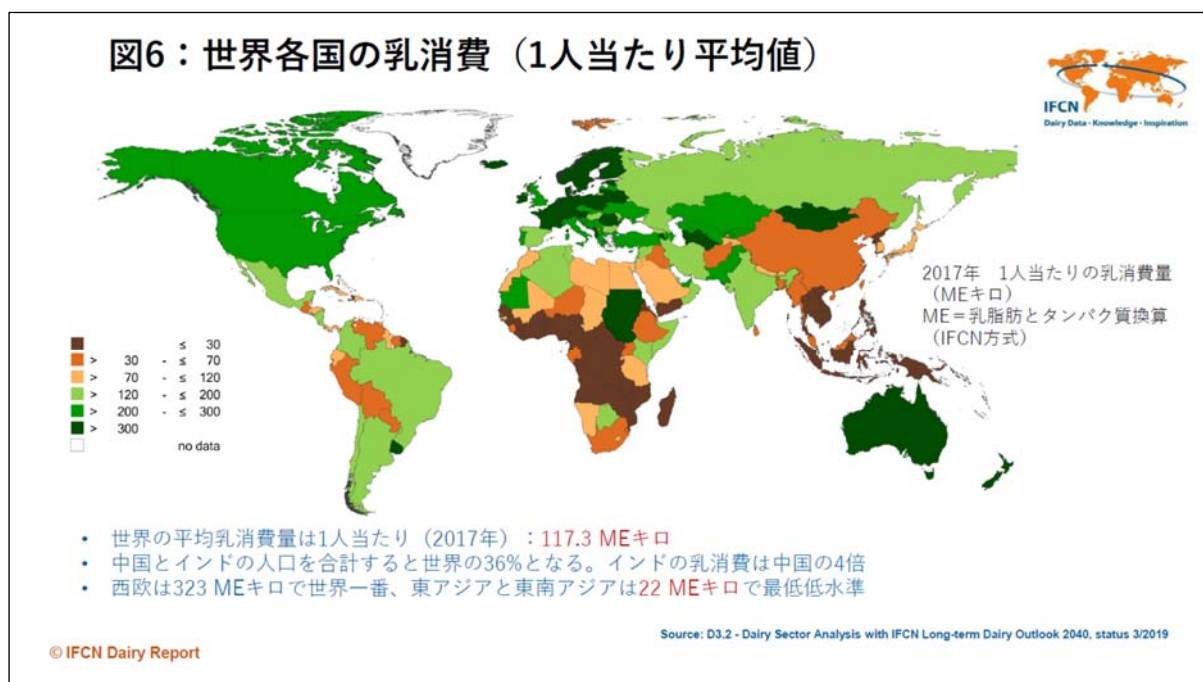 図6：世界各国の乳消費（1人当たり平均値）
IFCN
Dairy Data · Knowledge · Inspiration
2017年　1人当たりの乳消費量
（MEキロ）
ME＝乳脂肪とタンパク質換算
（IFCN方式）
≤ 30
> 30 - ≤ 70
> 70 - ≤ 120
> 120 - ≤ 200
> 200 - ≤ 300
> 300
no data
• 世界の平均乳消費量は1人当たり（2017年）：117.3 MEキロ
• 中国とインドの人口を合計すると世界の36%となる。インドの乳消費は中国の4倍
• 西欧は323 MEキロで世界一番、東アジアと東南アジアは22 MEキロで最低低水準
Source: D3.2 - Dairy Sector Analysis with IFCN Long-term Dairy Outlook 2040, status 3/2019
© IFCN Dairy Report